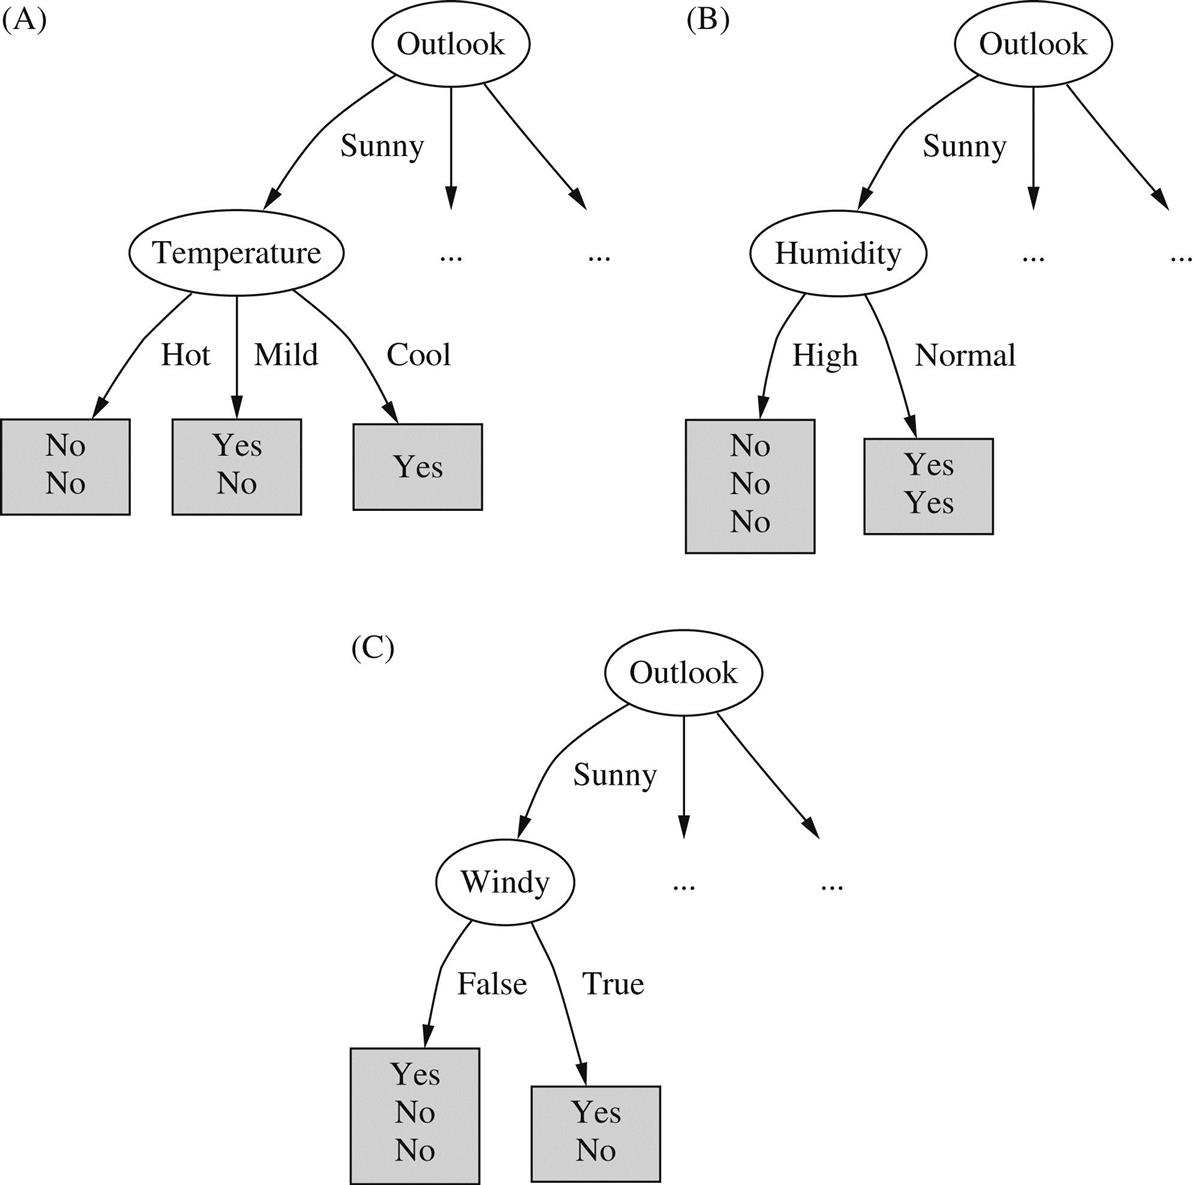 (A)
Outlook
Sunny
Temperature
...
...
Hot
Mild
Cool
No
No
Yes
No
Yes
(B)
Outlook
Sunny
Humidity
...
...
High
Normal
No
No
No
Yes
Yes
(C)
Outlook
Sunny
Windy
...
...
False
True
Yes
No
No
Yes
No